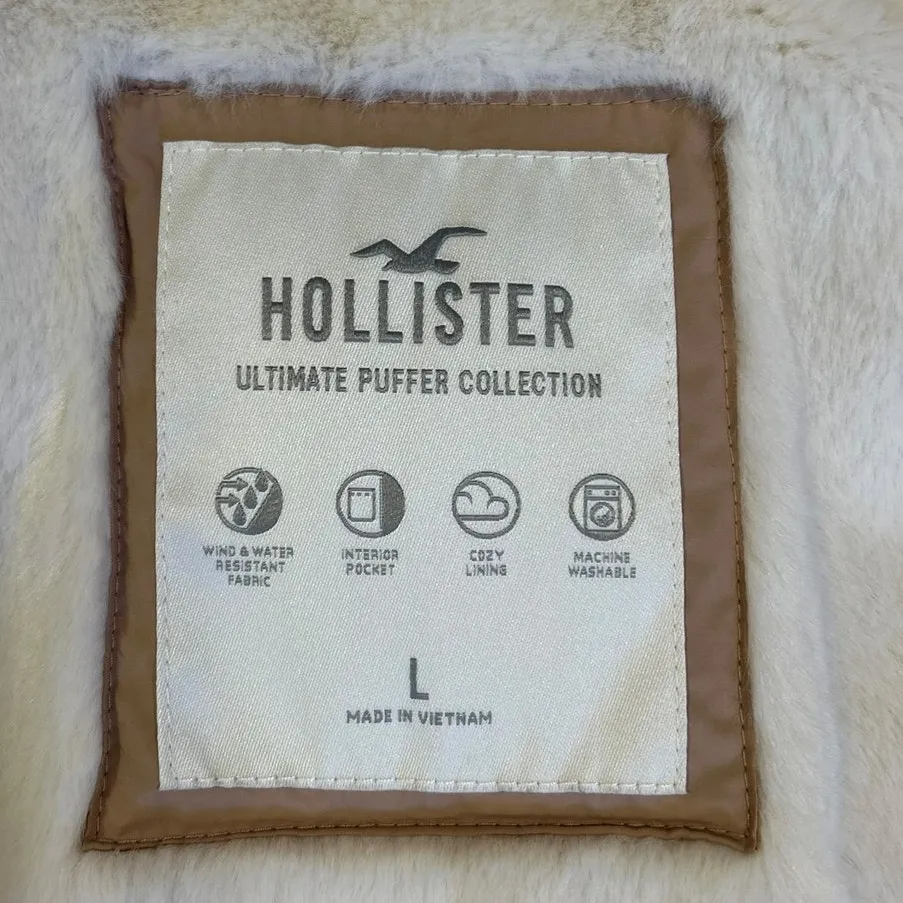 HOLLISTER
ULTIMATE PUFFER COLLECTION
WIND & WATER
RESISTANT
FABRIC
INTERIOR
POCKET
COZY
LINING
MACHINE
WASHABLE
L
MADE IN VIETNAM